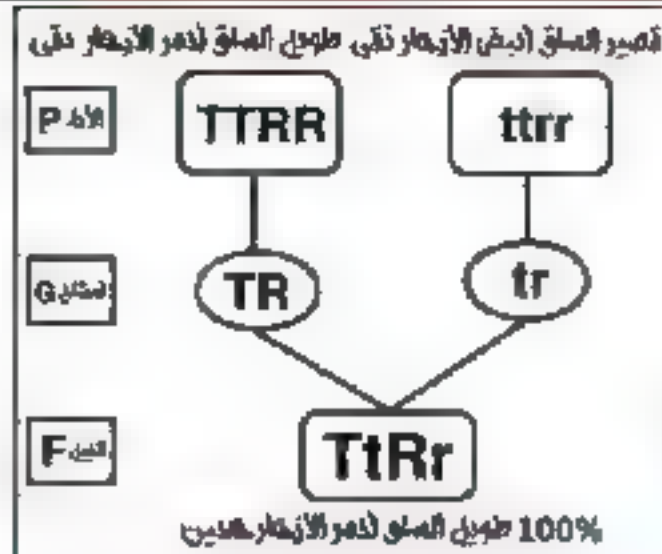 قصير الساق أبيض الأزهار نقي طويل الساق أحمر الأزهار نقي
P الآباء TTRR ttrr
G TR tr
F TtRr
100% طويل الساق أحمر الأزهار هجين